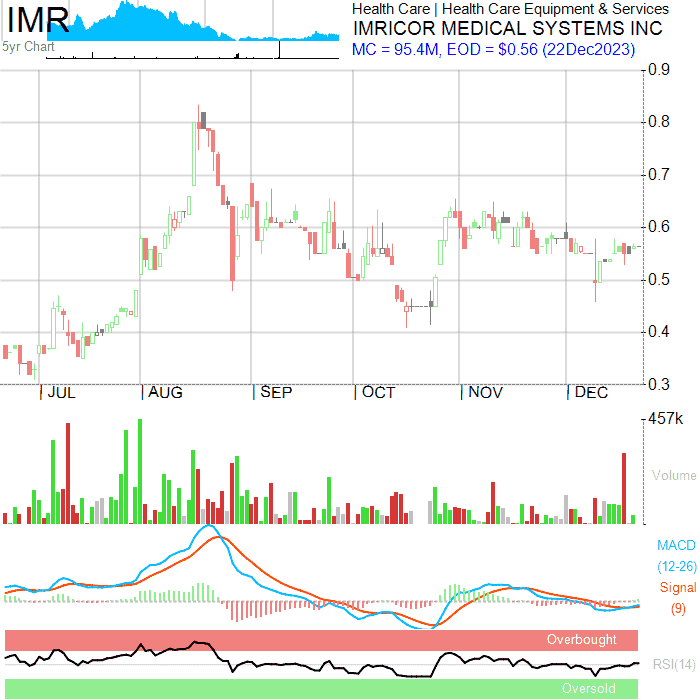 IMR
5yr Chart
Health Care | Health Care Equipment & Services
IMRICOR MEDICAL SYSTEMS INC
MC = 95.4M, EOD = $0.56 (22Dec2023)
0.9
0.8
0.7
0.6
0.5
0.4
0.3
JUL
AUG
SEP
OCT
NOV
DEC
457k
Volume
MACD
(12-26)
Signal
(9)
Overbought
RSI(14)
Oversold